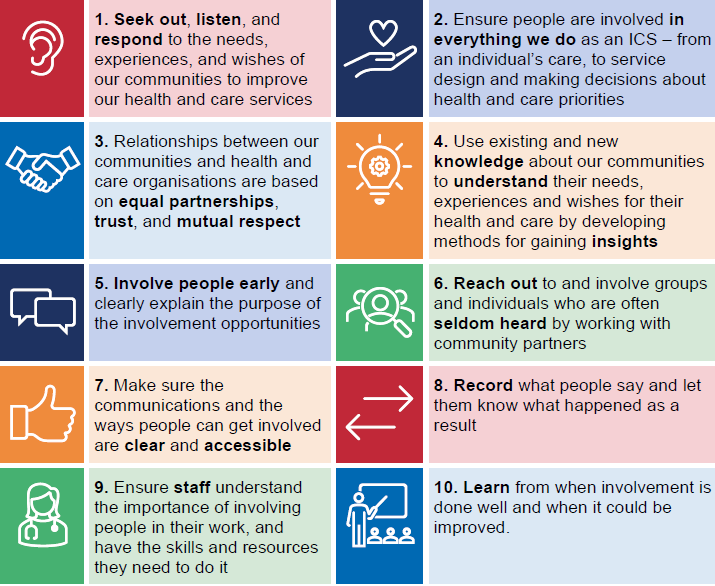 1. Seek out, listen, and
respond to the needs,
experiences, and wishes of
our communities to improve
our health and care services
2. Ensure people are involved in
everything we do as an ICS – from
an individual's care, to service
design and making decisions about
health and care priorities
3. Relationships between our
communities and health and
care organisations are based
on equal partnerships,
trust, and mutual respect
4. Use existing and new
knowledge about our communities
to understand their needs,
experiences and wishes for their
health and care by developing
methods for gaining insights
5. Involve people early and
clearly explain the purpose of
the involvement opportunities
6. Reach out to and involve groups
and individuals who are often
seldom heard by working with
community partners
7. Make sure the
communications and the
ways people can get involved
are clear and accessible
8. Record what people say and let
them know what happened as a
result
9. Ensure staff understand
the importance of involving
people in their work, and
have the skills and resources
they need to do it
10. Learn from when involvement is
done well and when it could be
improved.